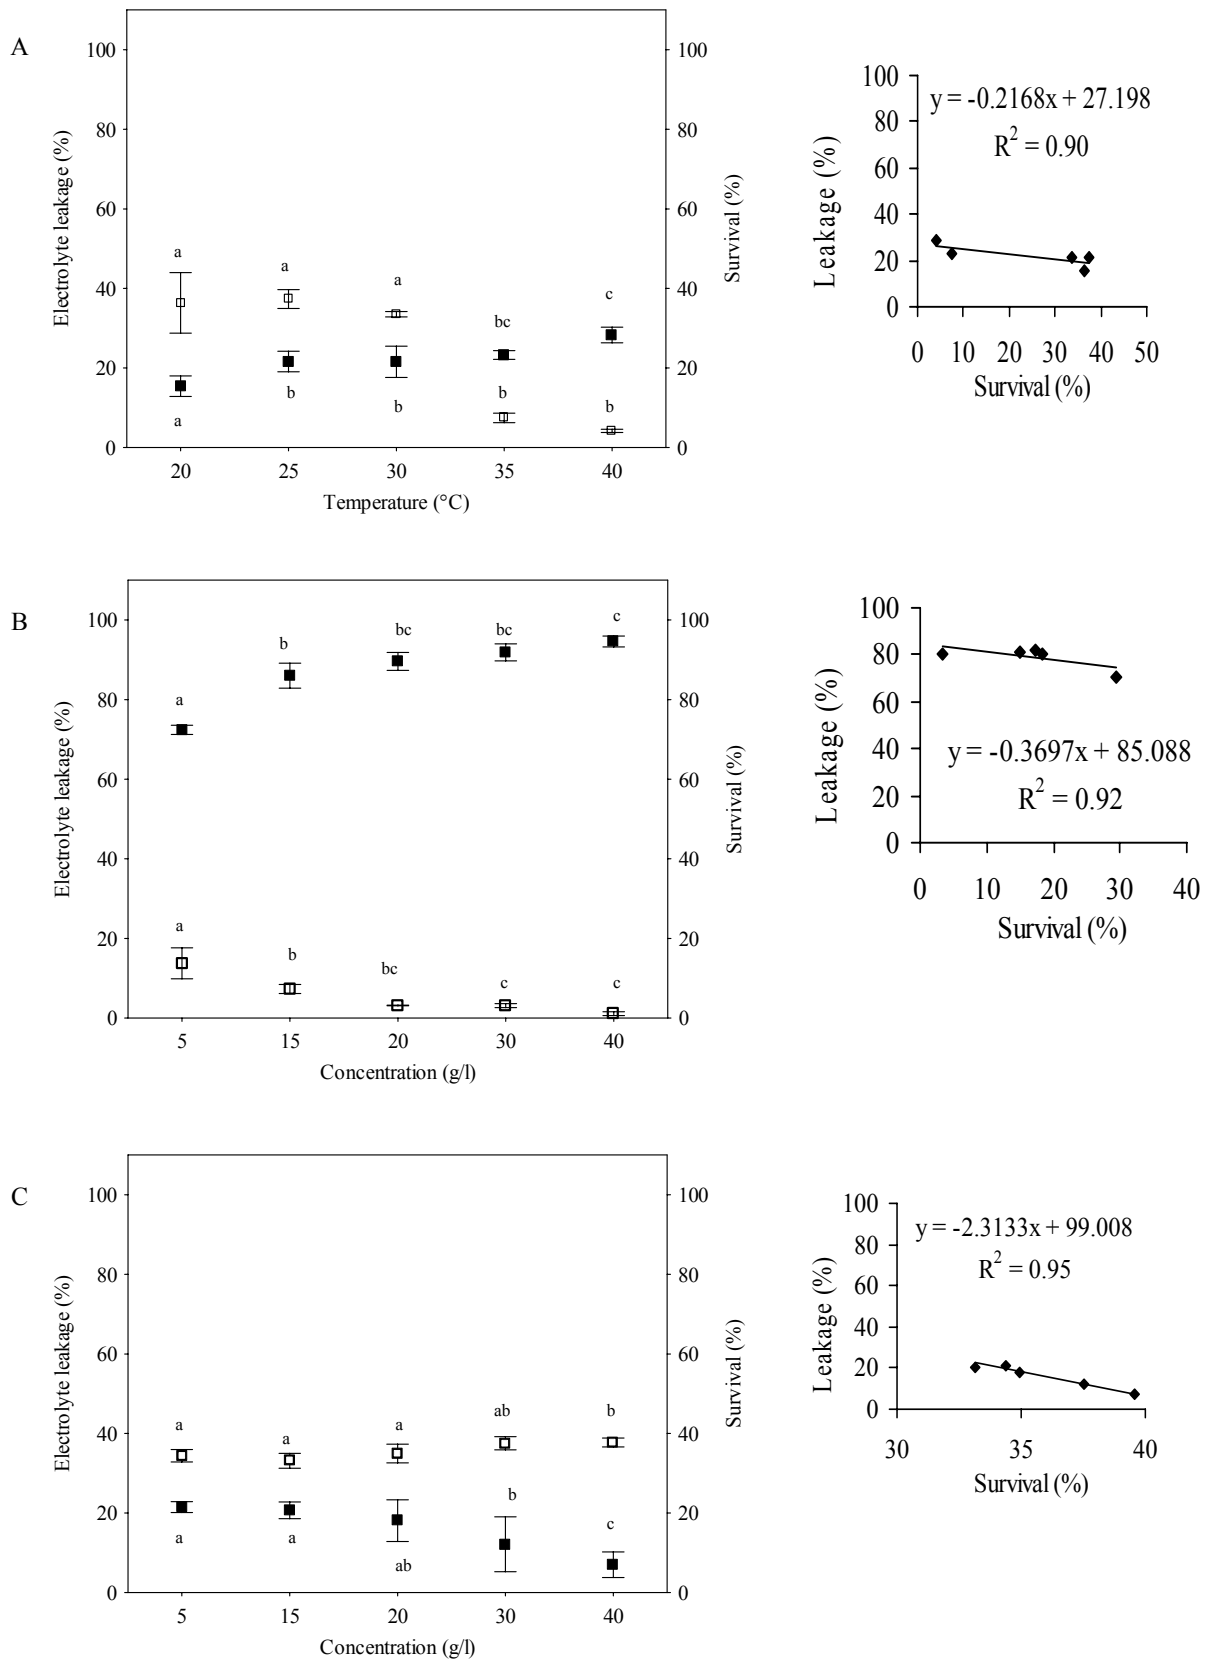 A
100
80
60
40
20
0
Electrolyte leakage (%)
a
a
a
bc
c
a
b
b
b
b
20 25 30 35 40
Temperature (°C)
100
80
60
40
20
0
Survival (%)
100
80
60
40
20
0
Leakage (%)
y = -0.2168x + 27.198
R2 = 0.90
0 10 20 30 40 50
Survival (%)
B
100
80
60
40
20
0
Electrolyte leakage (%)
a
b
bc
bc
c
a
b
bc
c
c
5 15 20 30 40
Concentration (g/l)
100
80
60
40
20
0
Survival (%)
100
80
60
40
20
0
Leakage (%)
y = -0.3697x + 85.088
R2 = 0.92
0 10 20 30 40
Survival (%)
C
100
80
60
40
20
0
Electrolyte leakage (%)
a
a
a
ab
b
a
a
ab
b
c
5 15 20 30 40
Concentration (g/l)
100
80
60
40
20
0
Survival (%)
100
80
60
40
20
0
Leakage (%)
y = -2.3133x + 99.008
R2 = 0.95
30 35 40
Survival (%)